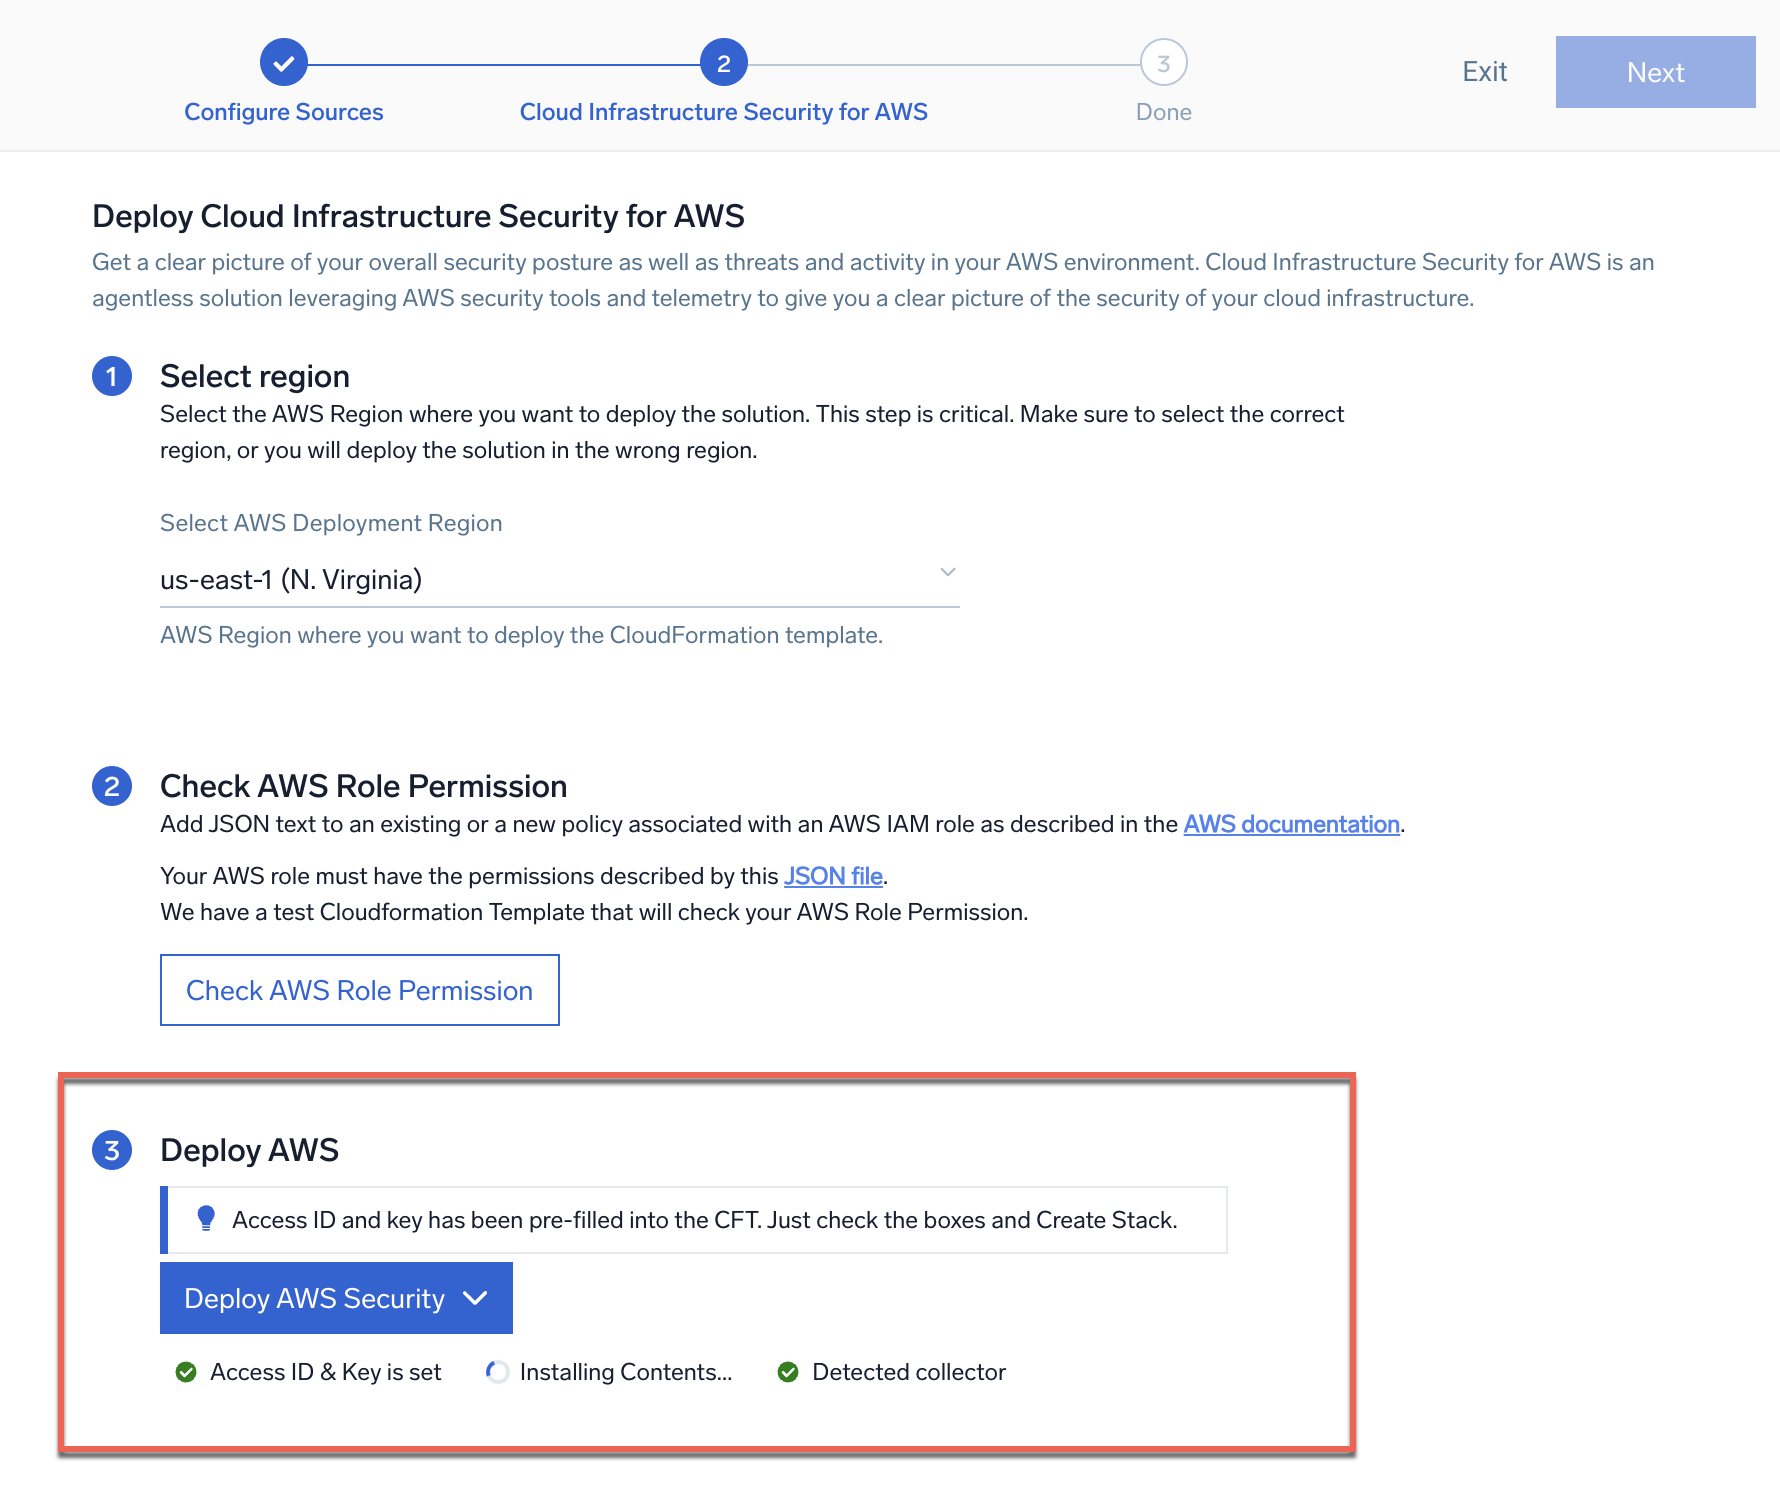 2
3
Exit
Next
Configure Sources
Cloud Infrastructure Security for AWS
Done
Deploy Cloud Infrastructure Security for AWS
Get a clear picture of your overall security posture as well as threats and activity in your AWS environment. Cloud Infrastructure Security for AWS is an
agentless solution leveraging AWS security tools and telemetry to give you a clear picture of the security of your cloud infrastructure.
1 Select region
Select the AWS Region where you want to deploy the solution. This step is critical. Make sure to select the correct
region, or you will deploy the solution in the wrong region.
Select AWS Deployment Region
us-east-1 (N. Virginia)
AWS Region where you want to deploy the CloudFormation template.
2 Check AWS Role Permission
Add JSON text to an existing or a new policy associated with an AWS IAM role as described in the AWS documentation.
Your AWS role must have the permissions described by this JSON file.
We have a test Cloudformation Template that will check your AWS Role Permission.
Check AWS Role Permission
3 Deploy AWS
Access ID and key has been pre-filled into the CFT. Just check the boxes and Create Stack.
Deploy AWS Security
Access ID & Key is set
Installing Contents...
Detected collector